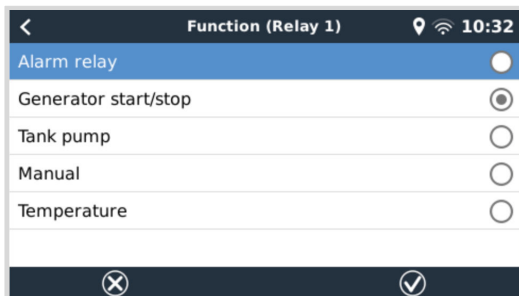 Function (Relay 1) 10:32
Alarm relay
Generator start/stop
Tank pump
Manual
Temperature